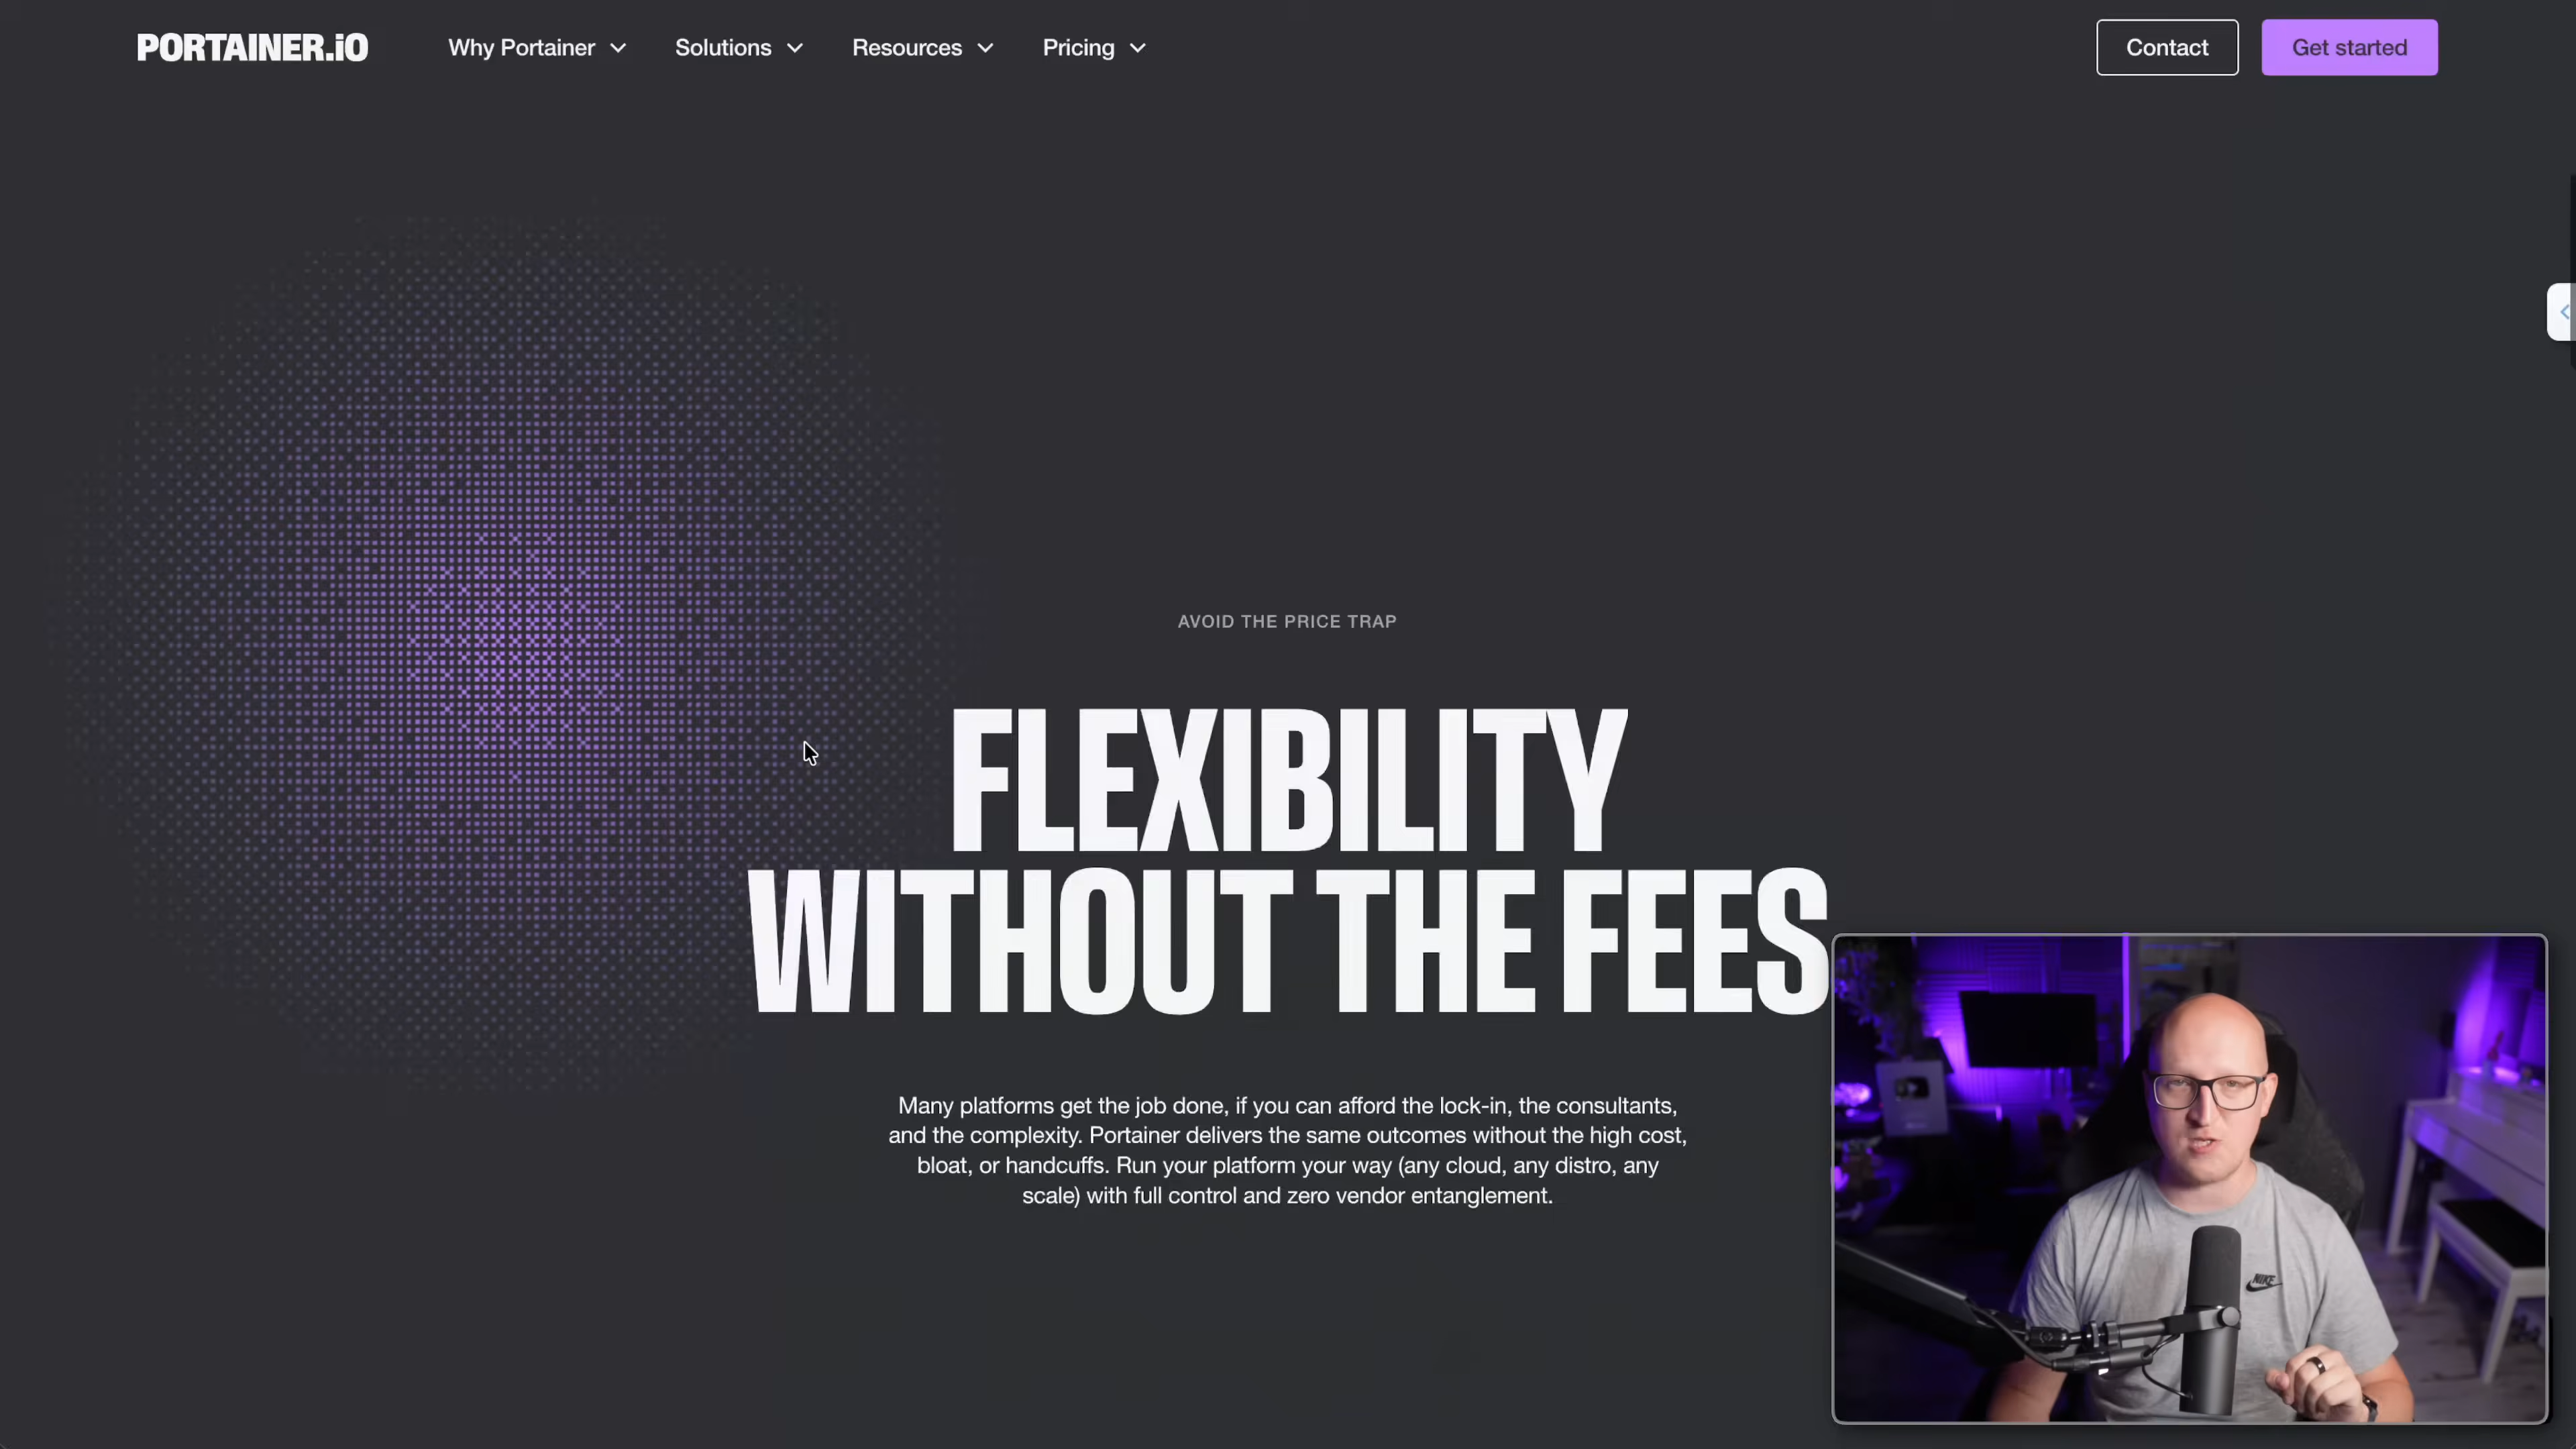 PORTAINER.iO
Why Portainer
Solutions
Resources
Pricing
Contact
Get started
AVOID THE PRICE TRAP
FLEXIBILITY
WITHOUT THE FEES
Many platforms get the job done, if you can afford the lock-in, the consultants,
and the complexity. Portainer delivers the same outcomes without the high cost,
bloat, or handcuffs. Run your platform your way (any cloud, any distro, any
scale) with full control and zero vendor entanglement.
NIKE